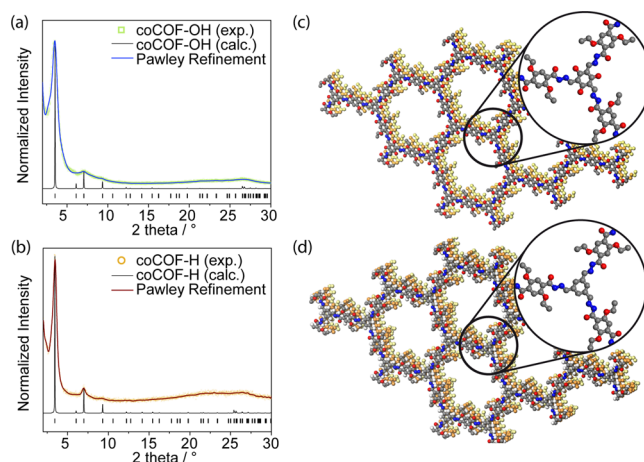 (a)
coCOF-OH (exp.)
coCOF-OH (calc.)
Pawley Refinement
Normalized Intensity
5 10 15 20 25 30
2 theta / °
(b)
coCOF-H (exp.)
coCOF-H (calc.)
Pawley Refinement
Normalized Intensity
5 10 15 20 25 30
2 theta / °
(c)
(d)